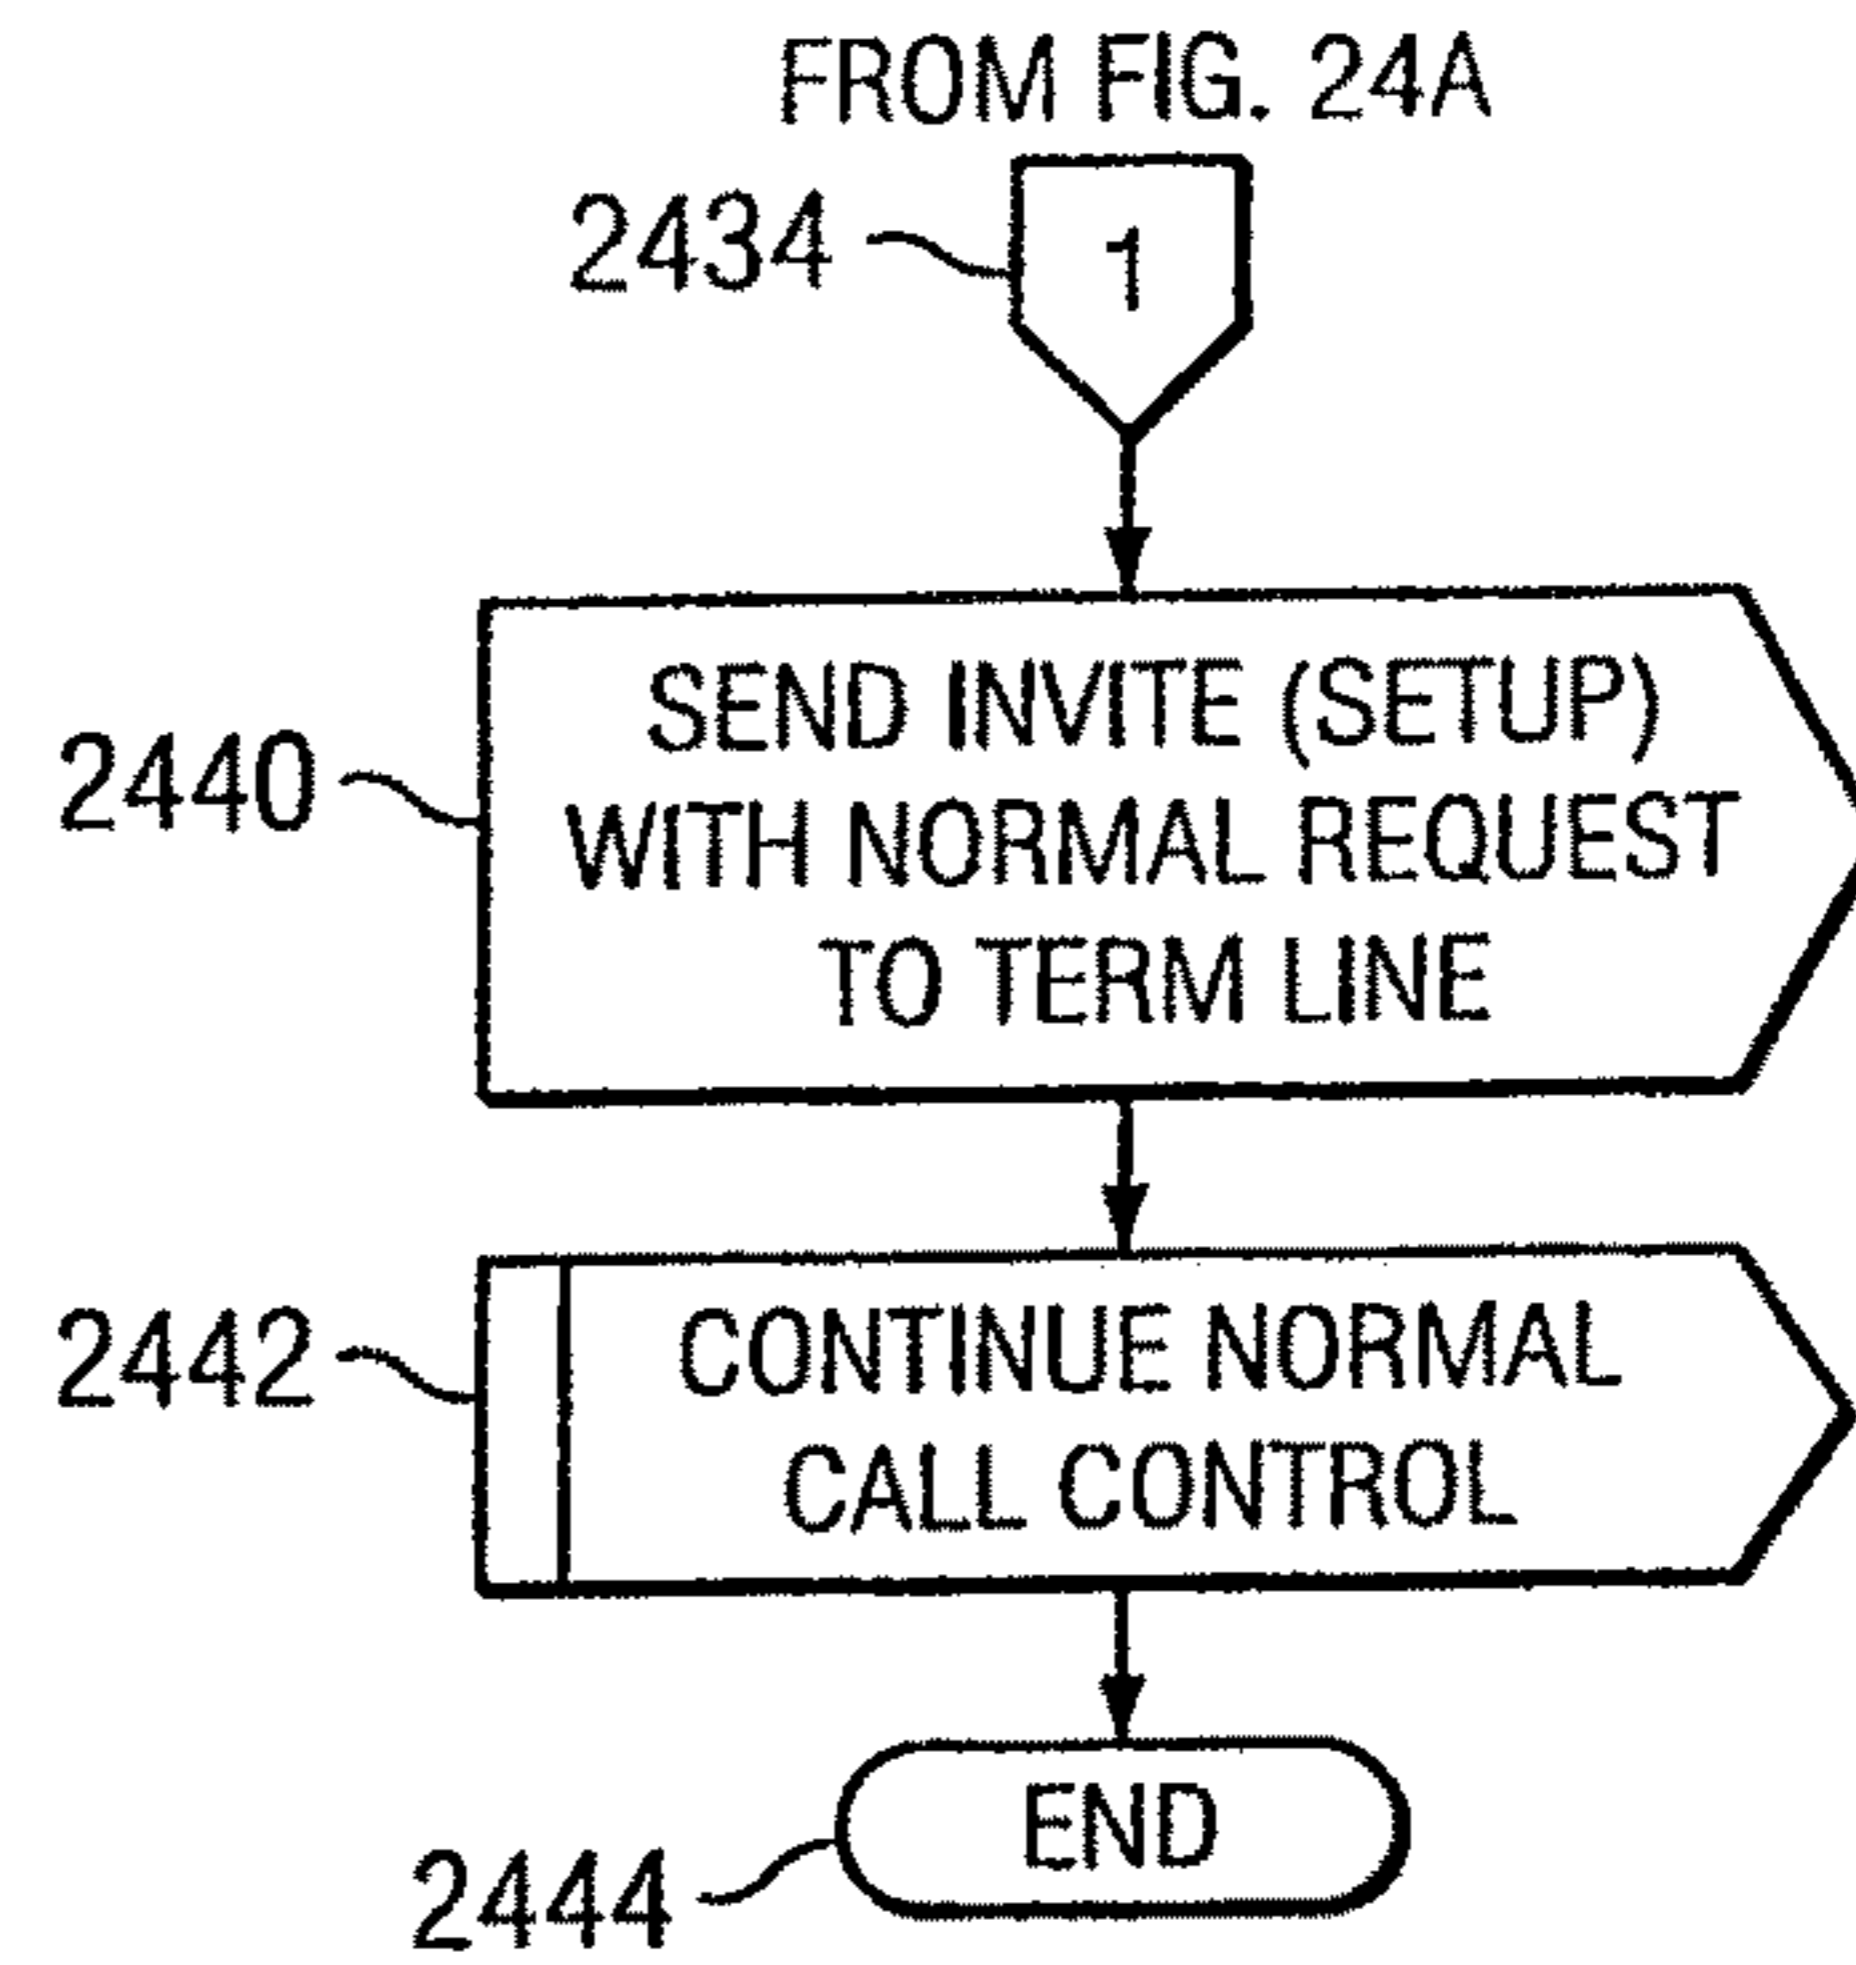 FROM FIG. 24A
2434
1
2440
SEND INVITE (SETUP)
WITH NORMAL REQUEST
TO TERM LINE
2442
CONTINUE NORMAL
CALL CONTROL
END
2444